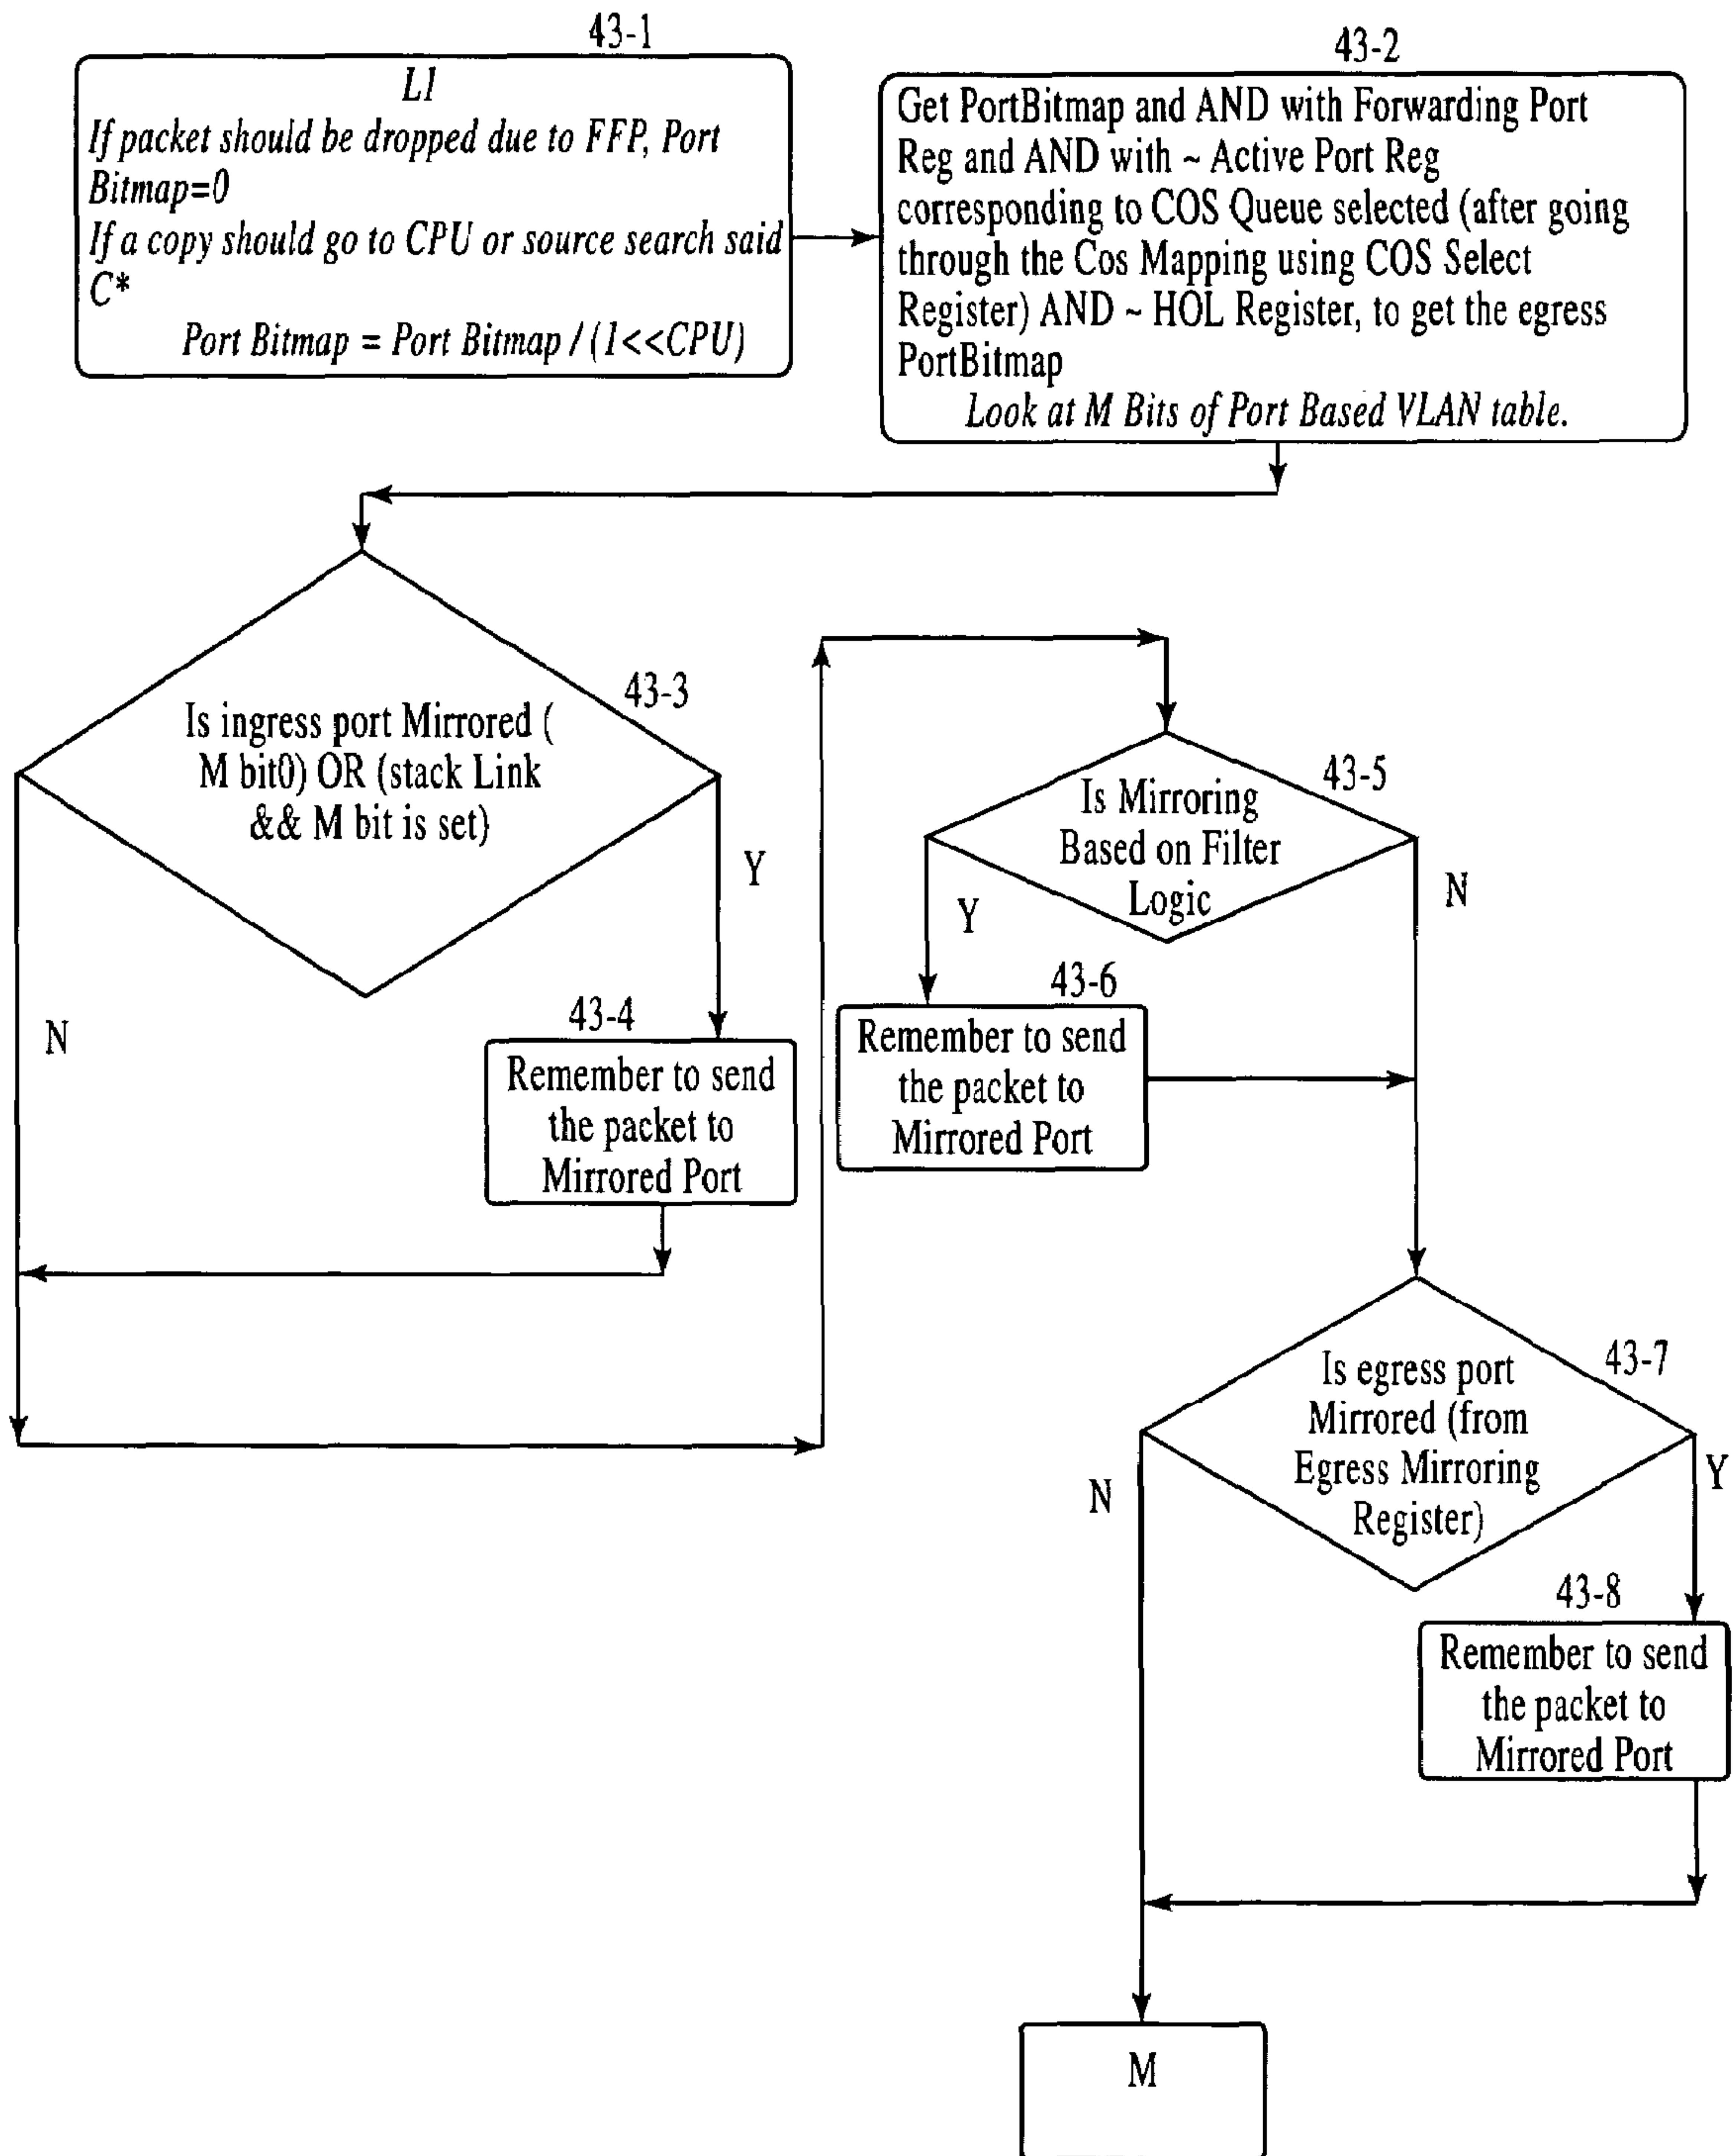 43-1
L1
If packet should be dropped due to FFP, Port
Bitmap=0
If a copy should go to CPU or source search said
C*
Port Bitmap = Port Bitmap / (1<<CPU)
43-2
Get PortBitmap and AND with Forwarding Port
Reg and AND with ~ Active Port Reg
corresponding to COS Queue selected (after going
through the Cos Mapping using COS Select
Register) AND ~ HOL Register, to get the egress
PortBitmap
Look at M Bits of Port Based VLAN table.
43-3
Is ingress port Mirrored (
M bit0) OR (stack Link
&& M bit is set)
Y
N
43-4
Remember to send
the packet to
Mirrored Port
43-5
Is Mirroring
Based on Filter
Logic
Y
N
43-6
Remember to send
the packet to
Mirrored Port
43-7
Is egress port
Mirrored (from
Egress Mirroring
Register)
N
Y
43-8
Remember to send
the packet to
Mirrored Port
M